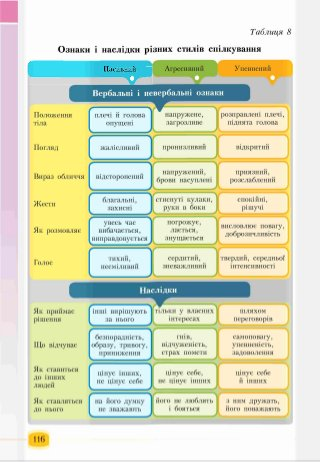 Таблиця 8
Ознаки і наслідки різних стилів спілкування
Пасивний Агресивний Упевнений
Вербальні і невербальні ознаки
Положення тіла
плечі й голова опущені
напружене, загрозливе
розправлені плечі, піднята голова
Погляд
жалісливий
пронизливий
відкритий
Вираз обличчя
відсторонений
напружений, брови насуплені
приязний, розслаблений
Жести
благальні, захисні
стиснуті кулаки, руки в боки
спокійні, рішучі
Як розмовляє
увесь час вибачається, виправдовується
погрожує, лається, знущається
висловлює повагу, доброзичливість
Голос
тихий, несміливий
сердитий, зневажливий
твердий, середньої інтенсивності
Наслідки
Як приймає рішення
інші вирішують за нього
тільки у власних інтересах
шляхом переговорів
Що відчуває
безпорадність, образу, тривогу, приниження
гнів, відчуженість, страх помсти
самоповагу, упевненість, задоволення
Як ставиться до інших людей
цінує інших, не цінує себе
цінує себе, не цінує інших
цінує себе й інших
Як ставляться до нього
на його думку не зважають
його не люблять і бояться
з ним дружать, його поважають
116